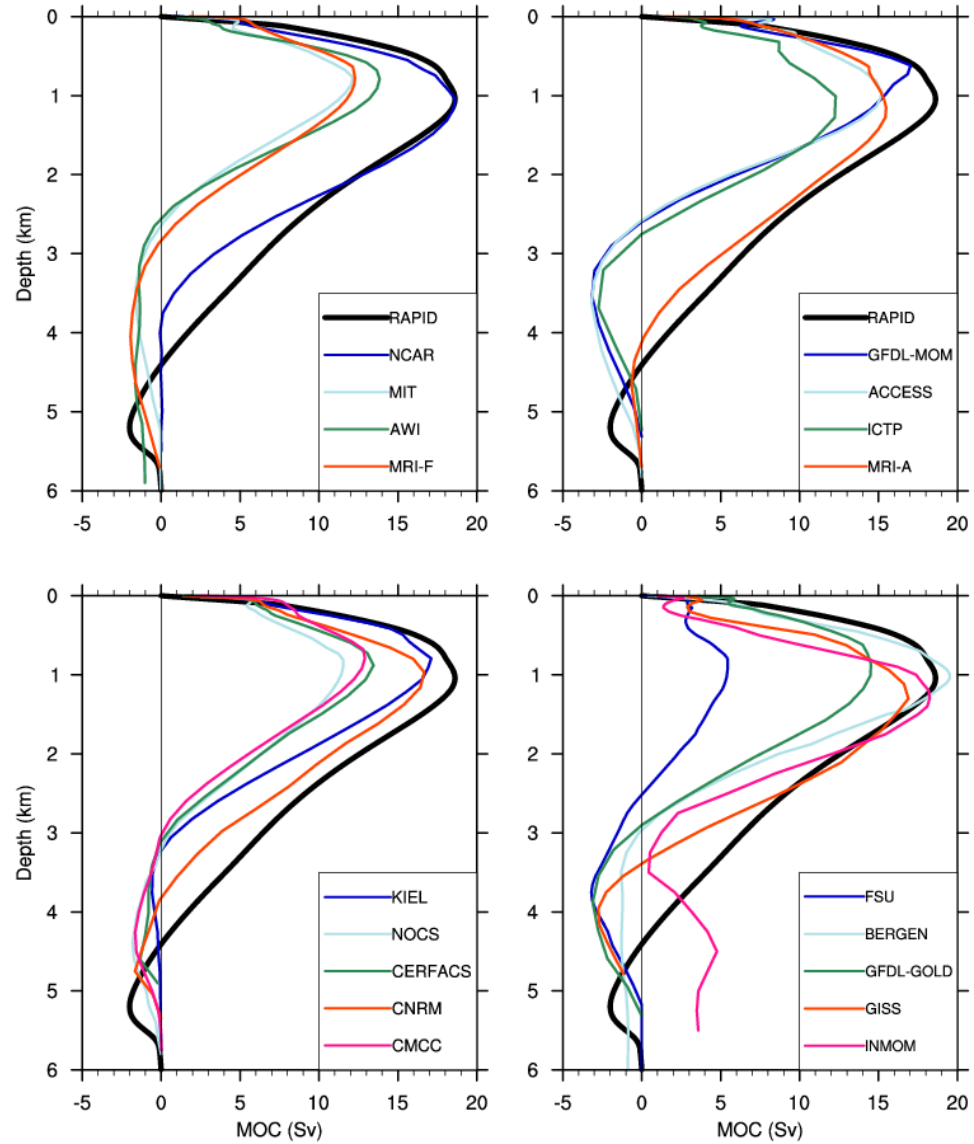 0
1
2
3
4
5
6
Depth (km)
-5 0 5 10 15 20
RAPID
NCAR
MIT
AWI
MRI-F
0
1
2
3
4
5
6
-5 0 5 10 15 20
RAPID
GFDL-MOM
ACCESS
ICTP
MRI-A
0
1
2
3
4
5
6
Depth (km)
-5 0 5 10 15 20
MOC (Sv)
KIEL
NOCS
CERFACS
CNRM
CMCC
0
1
2
3
4
5
6
-5 0 5 10 15 20
MOC (Sv)
FSU
BERGEN
GFDL-GOLD
GISS
INMOM